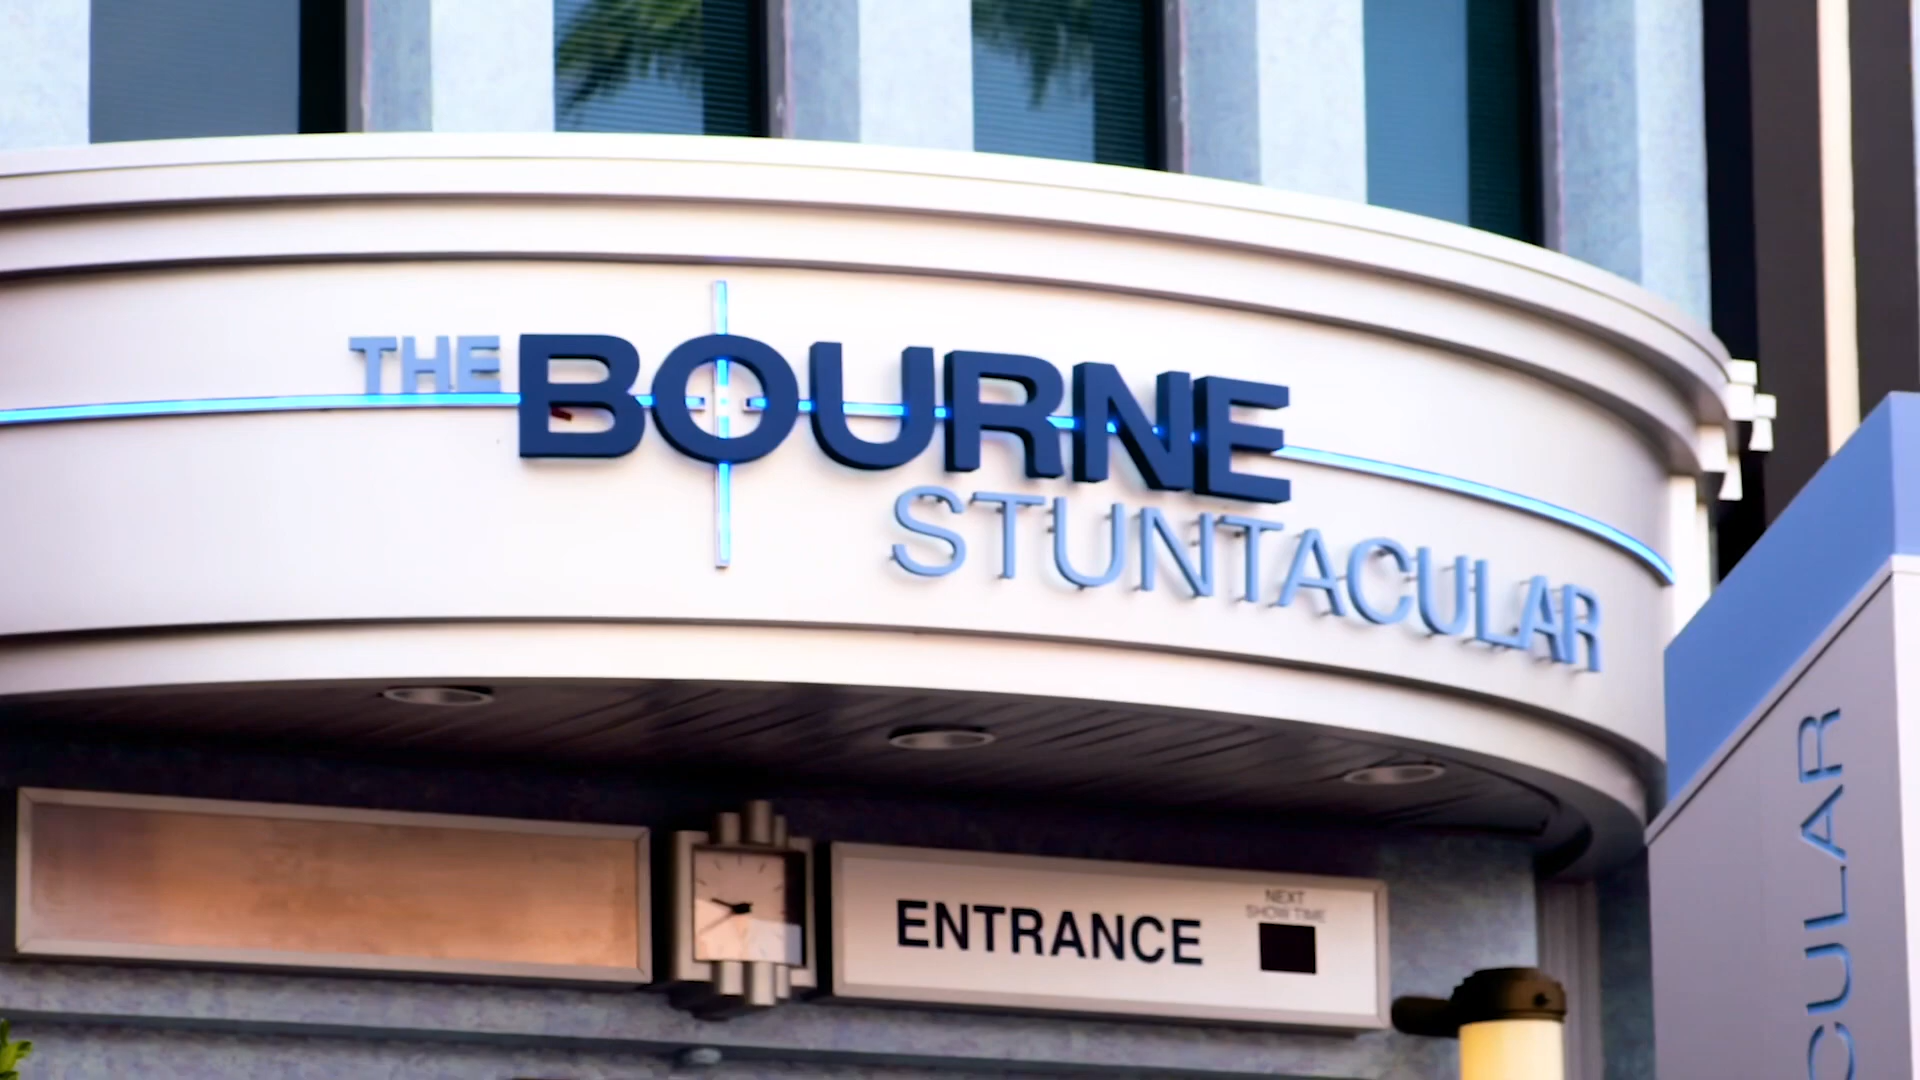 THE BOURNE
STUNTACULAR
ENTRANCE
NEXT
SHOW TIME
CULAR